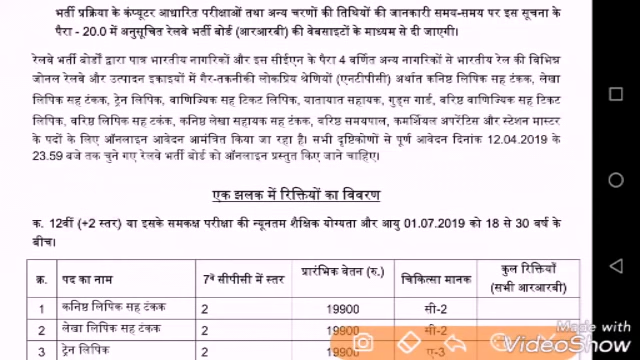 भर्ती प्रक्रिया के कंप्यूटर आधारित परीक्षाओं तथा अन्य चरणों की तिथियों की जानकारी समय-समय पर इस सूचना के
पैरा - 20.0 में अनुसूचित रेलवे भर्ती बोर्ड (आरआरबी) की वेबसाइटों के माध्यम से दी जाएगी।
रेलवे भर्ती बोर्डों द्वारा पात्र भारतीय नागरिकों और इस सीईएन के पैरा 4 वर्णित अन्य नागरिकों से भारतीय रेल की विभिन्न
जोनल रेलवे और उत्पादन इकाइयों में गैर-तकनीकी लोकप्रिय श्रेणियों (एनटीपीसी) अर्थात कनिष्ठ लिपिक सह टंकक, लेखा
लिपिक सह टंकक, ट्रेन लिपिक, वाणिज्यिक सह टिकट लिपिक, यातायात सहायक, गुड्स गार्ड, वरिष्ठ वाणिज्यिक सह टिकट
लिपिक, वरिष्ठ लिपिक सह टकंक, कनिष्ठ लेखा सहायक सह टंकक, वरिष्ठ समयपाल, कमर्शियल अपरेंटिस और स्टेशन मास्टर
के पदों के लिए ऑनलाइन आवेदन आमंत्रित किया जा रहा है। सभी दृष्टिकोणों से पूर्ण आवेदन दिनांक 12.04.2019 के
23.59 बजे तक चुने गए रेलवे भर्ती बोर्ड को ऑनलाइन प्रस्तुत किए जाने चाहिए।
एक झलक में रिक्तियों का विवरण
क. 12वीं (+2 स्तर) या इसके समकक्ष परीक्षा की न्यूनतम शैक्षिक योग्यता और आयु 01.07.2019 को 18 से 30 वर्ष के
बीच।
क्र. पद का नाम 7वें सीपीसी में स्तर प्रारंभिक वेतन (रु.) चिकित्सा मानक कुल रिक्तियाँ (सभी आरआरबी)
1 कनिष्ठ लिपिक सह टंकक 2 19900 सी-2
2 लेखा लिपिक सह टंकक 2 19900 सी-2
3 ट्रेन लिपिक 2 19900 ए-3
Made with
VideoShow